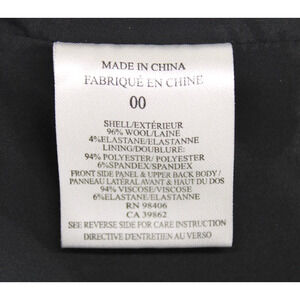 MADE IN CHINA
FABRIQUÉ EN CHINE
00
SHELL/EXTÉRIEUR
96% WOOL/LAINE
4%ELASTANE/ELASTANNE
LINING/DOUBLURE:
94% POLYESTER/ POLYESTER
6%SPANDEX/SPANDEX
FRONT SIDE PANEL & UPPER BACK BODY /
PANNEAU LATÉRAL AVANT & HAUT DU DOS
94% VISCOSE/VISCOSE
6%ELASTANE/ELASTANNE
RN 98406
CA 39862
SEE REVERSE SIDE FOR CARE INSTRUCTION
DIRECTIVE D'ENTRETIEN AU VERSO